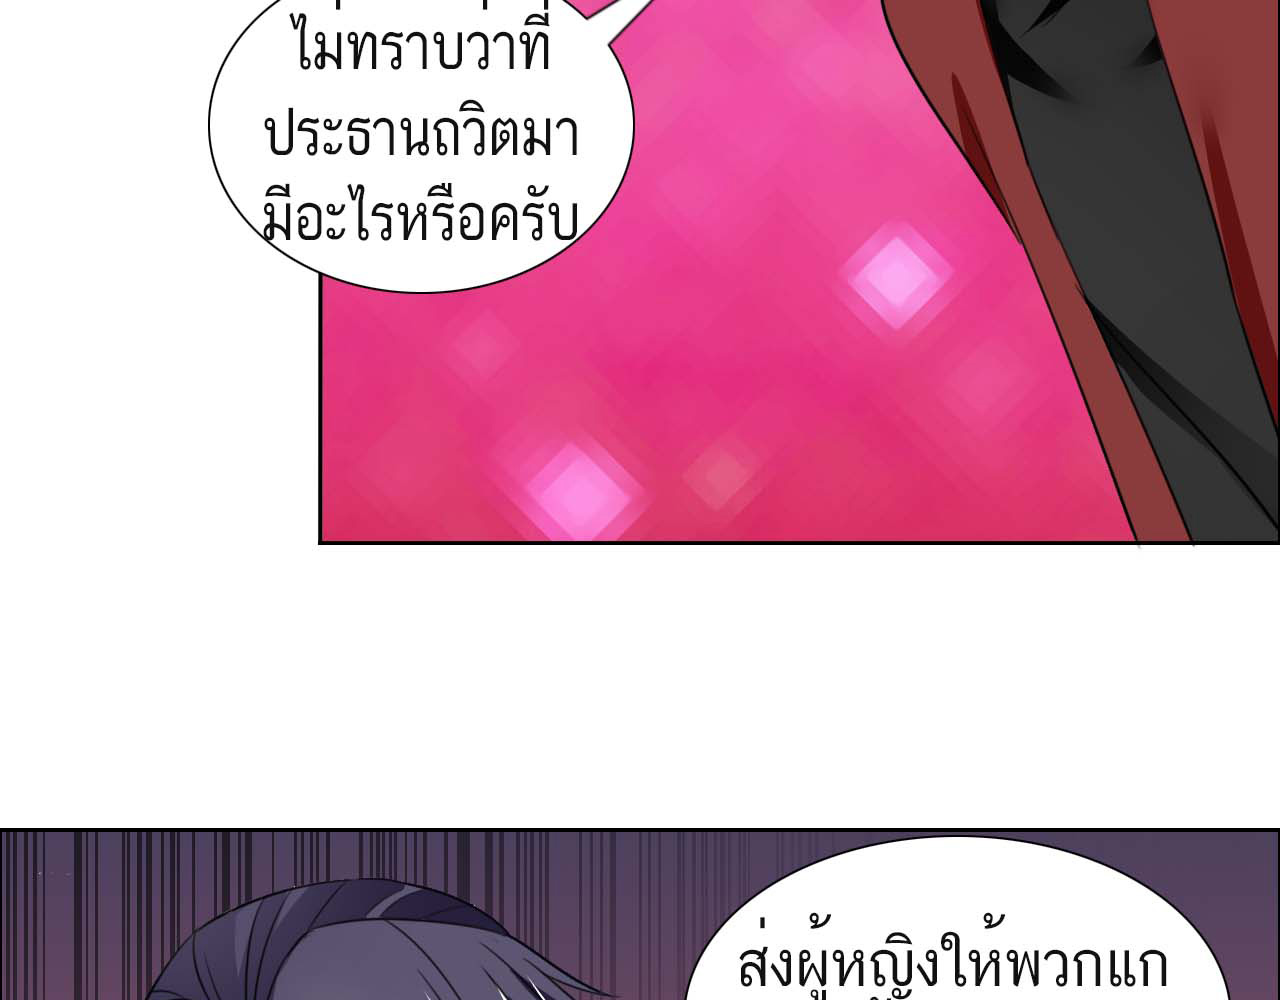 ไม่ทราบว่าที่
ประธานถวิตมา
มีอะไรหรือครับ
ส่งผู้หญิงให้พวกแก